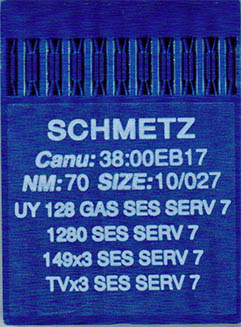 SCHMETZ
Canu: 38:00EB17
NM: 70 SIZE: 10/027
UY 128 GAS SES SERV 7
1280 SES SERV 7
149x3 SES SERV 7
TVx3 SES SERV 7